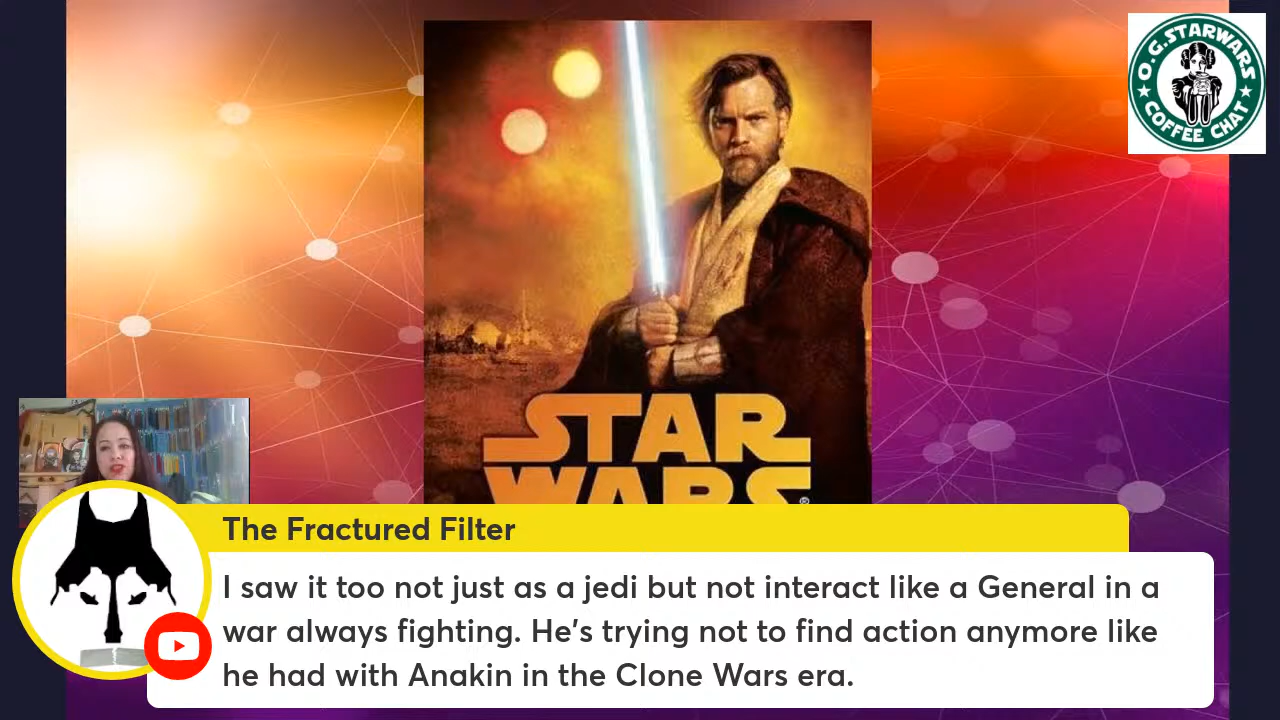 O.G. STARWARS
COFFEE CHAT
STAR
WARS®
The Fractured Filter
I saw it too not just as a jedi but not interact like a General in a
war always fighting. He's trying not to find action anymore like
he had with Anakin in the Clone Wars era.